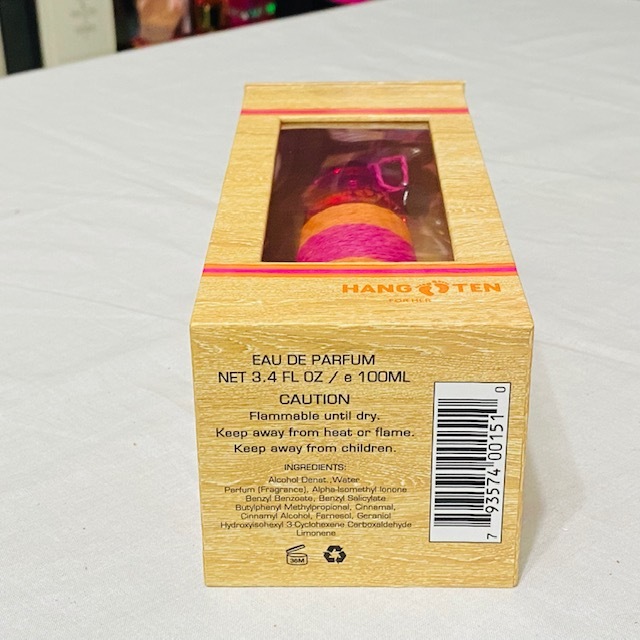 HANG TEN
FOR HER
EAU DE PARFUM
NET 3.4 FL OZ / e 100ML
CAUTION
Flammable until dry.
Keep away from heat or flame.
Keep away from children.
INGREDIENTS:
Alcohol Denat.,Water
Parfum (Fragrance), Alpha-Isomethyl Ionone
Benzyl Benzoate, Benzyl Salicylate
Butylphenyl Methylpropional, Cinnamal,
Cinnamyl Alcohol, Farnesol, Geraniol
Hydroxyisohexyl 3-Cyclohexene Carboxaldehyde
Limonene
36M
7 93574 00151 0